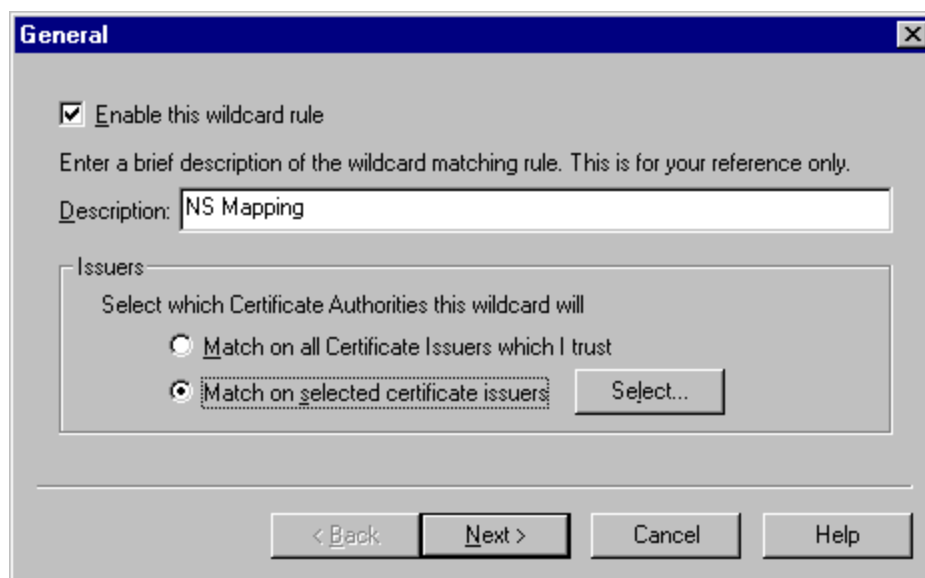 General
Enable this wildcard rule
Enter a brief description of the wildcard matching rule. This is for your reference only.
Description: NS Mapping
Issuers
Select which Certificate Authorities this wildcard will
Match on all Certificate Issuers which I trust
Match on selected certificate issuers Select...
< Back Next > Cancel Help